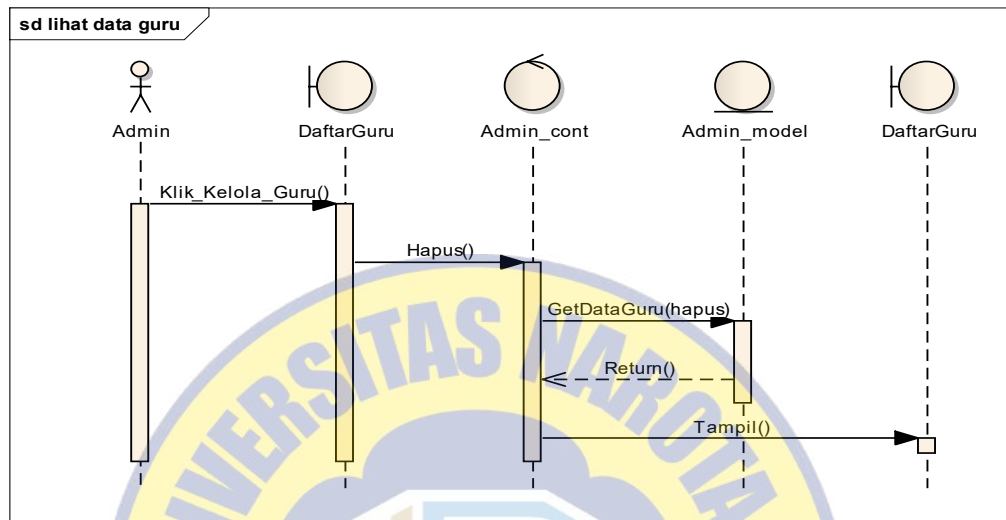 sd lihat data guru
Admin
DaftarGuru
Admin_cont
Admin_model
DaftarGuru
Klik_Kelola_Guru()
Hapus()
GetDataGuru(hapus)
Return()
Tampil()